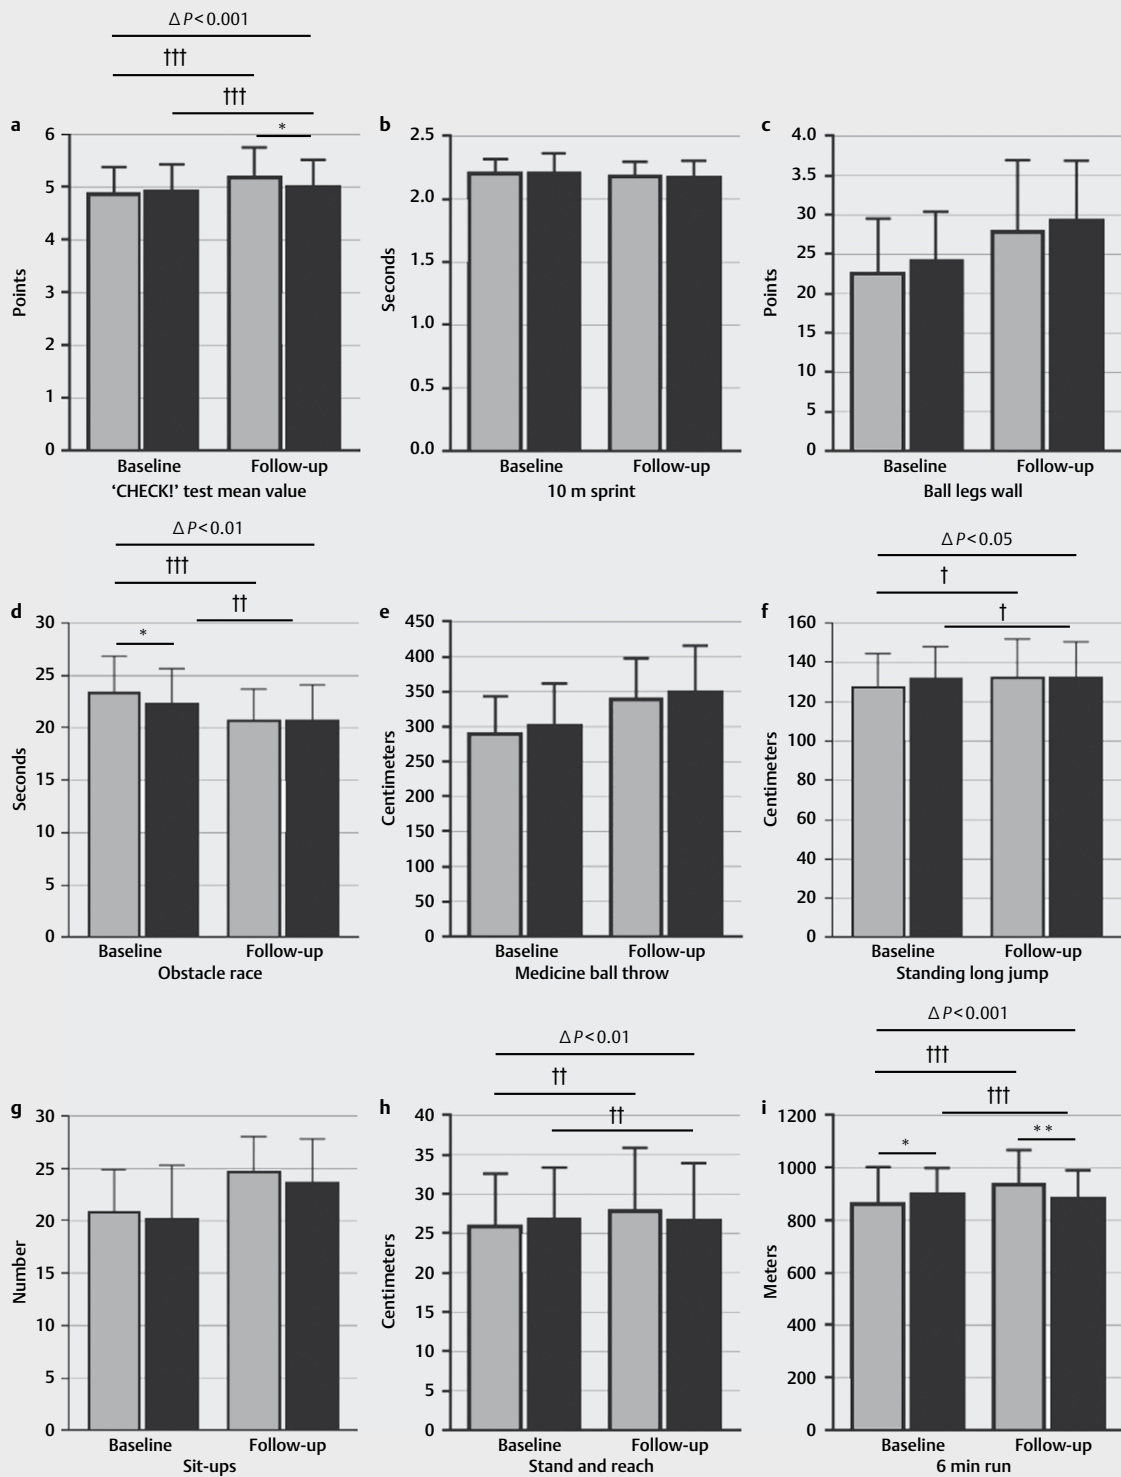 Δ P<0.001
†††
†††
*
a
Points
6
5
4
3
2
1
0
Baseline
Follow-up
‘CHECK!’ test mean value
b
Seconds
2.5
2.0
1.5
1.0
0.5
0.0
Baseline
Follow-up
10 m sprint
c
Points
4.0
3.5
30
25
20
15
10
5
0
Baseline
Follow-up
Ball legs wall
Δ P<0.01
†††
††
*
d
Seconds
30
25
20
15
10
5
0
Baseline
Follow-up
Obstacle race
e
Centimeters
450
400
350
300
250
200
150
100
50
0
Baseline
Follow-up
Medicine ball throw
Δ P<0.05
†
†
f
Centimeters
160
140
120
100
80
60
40
20
0
Baseline
Follow-up
Standing long jump
g
Number
30
25
20
15
10
5
0
Baseline
Follow-up
Sit-ups
Δ P<0.01
††
††
h
Centimeters
40
35
30
25
20
15
10
5
0
Baseline
Follow-up
Stand and reach
Δ P<0.001
†††
†††
*
**
i
Meters
1200
1000
800
600
400
200
0
Baseline
Follow-up
6 min run